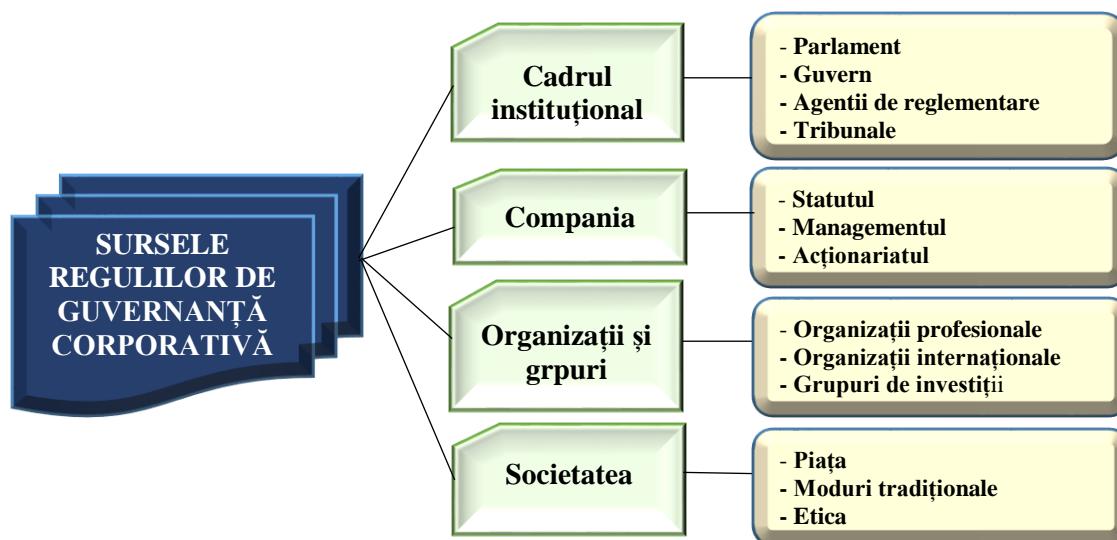 SURSELE
REGULILOR DE
GUVERNANȚĂ
CORPORATIVĂ
Cadrul
instituțional
- Parlament
- Guvern
- Agentii de reglementare
- Tribunale
Compania
- Statutul
- Managementul
- Acționariatul
Organizații și
grpuri
- Organizații profesionale
- Organizații internaționale
- Grupuri de investiții
Societatea
- Piața
- Moduri tradiționale
- Etica